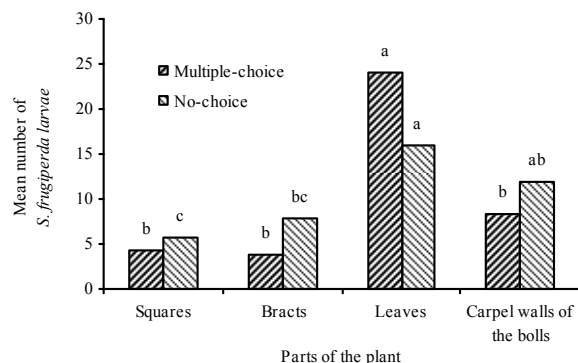 30
25
20
15
10
5
0
Mean number of
S. frugiperda larvae
Multiple-choice
No-choice
a
a
ab
b
bc
b
c
b
Squares
Bracts
Leaves
Carpel walls of
the bolls
Parts of the plant